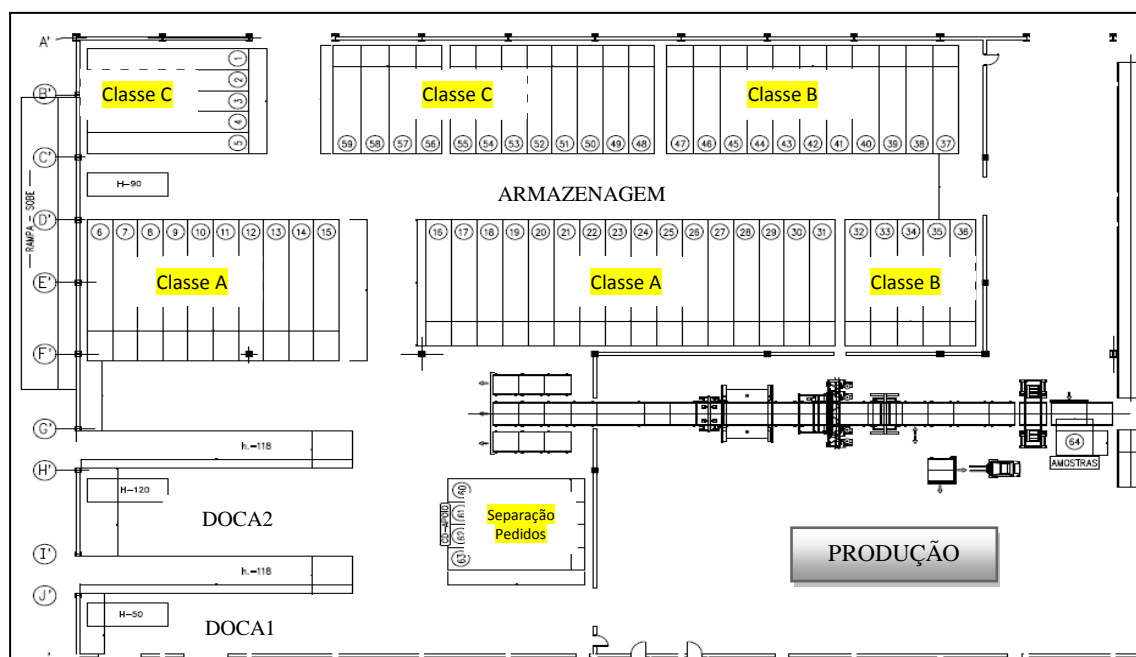 A'
1
Classe C
Classe C
Classe B
2
B'
3
4
5
59 58 57 56 55 54 53 52 51 50 49 48 47 46 45 44 43 42 41 40 39 38 37
C'
RAMPA - SOBE
H-90
ARMAZENAGEM
D'
6 7 8 9 10 11 12 13 14 15 16 17 18 19 20 21 22 23 24 25 26 27 28 29 30 31 32 33 34 35 36
E'
Classe A
Classe A
Classe B
F'
G'
h.-118
64
AMOSTRAS
H'
H-120
DOCA2
60
61
62
63
CD-APOIO
Separação
Pedidos
PRODUÇÃO
I'
h.-118
J'
H-50
DOCA1